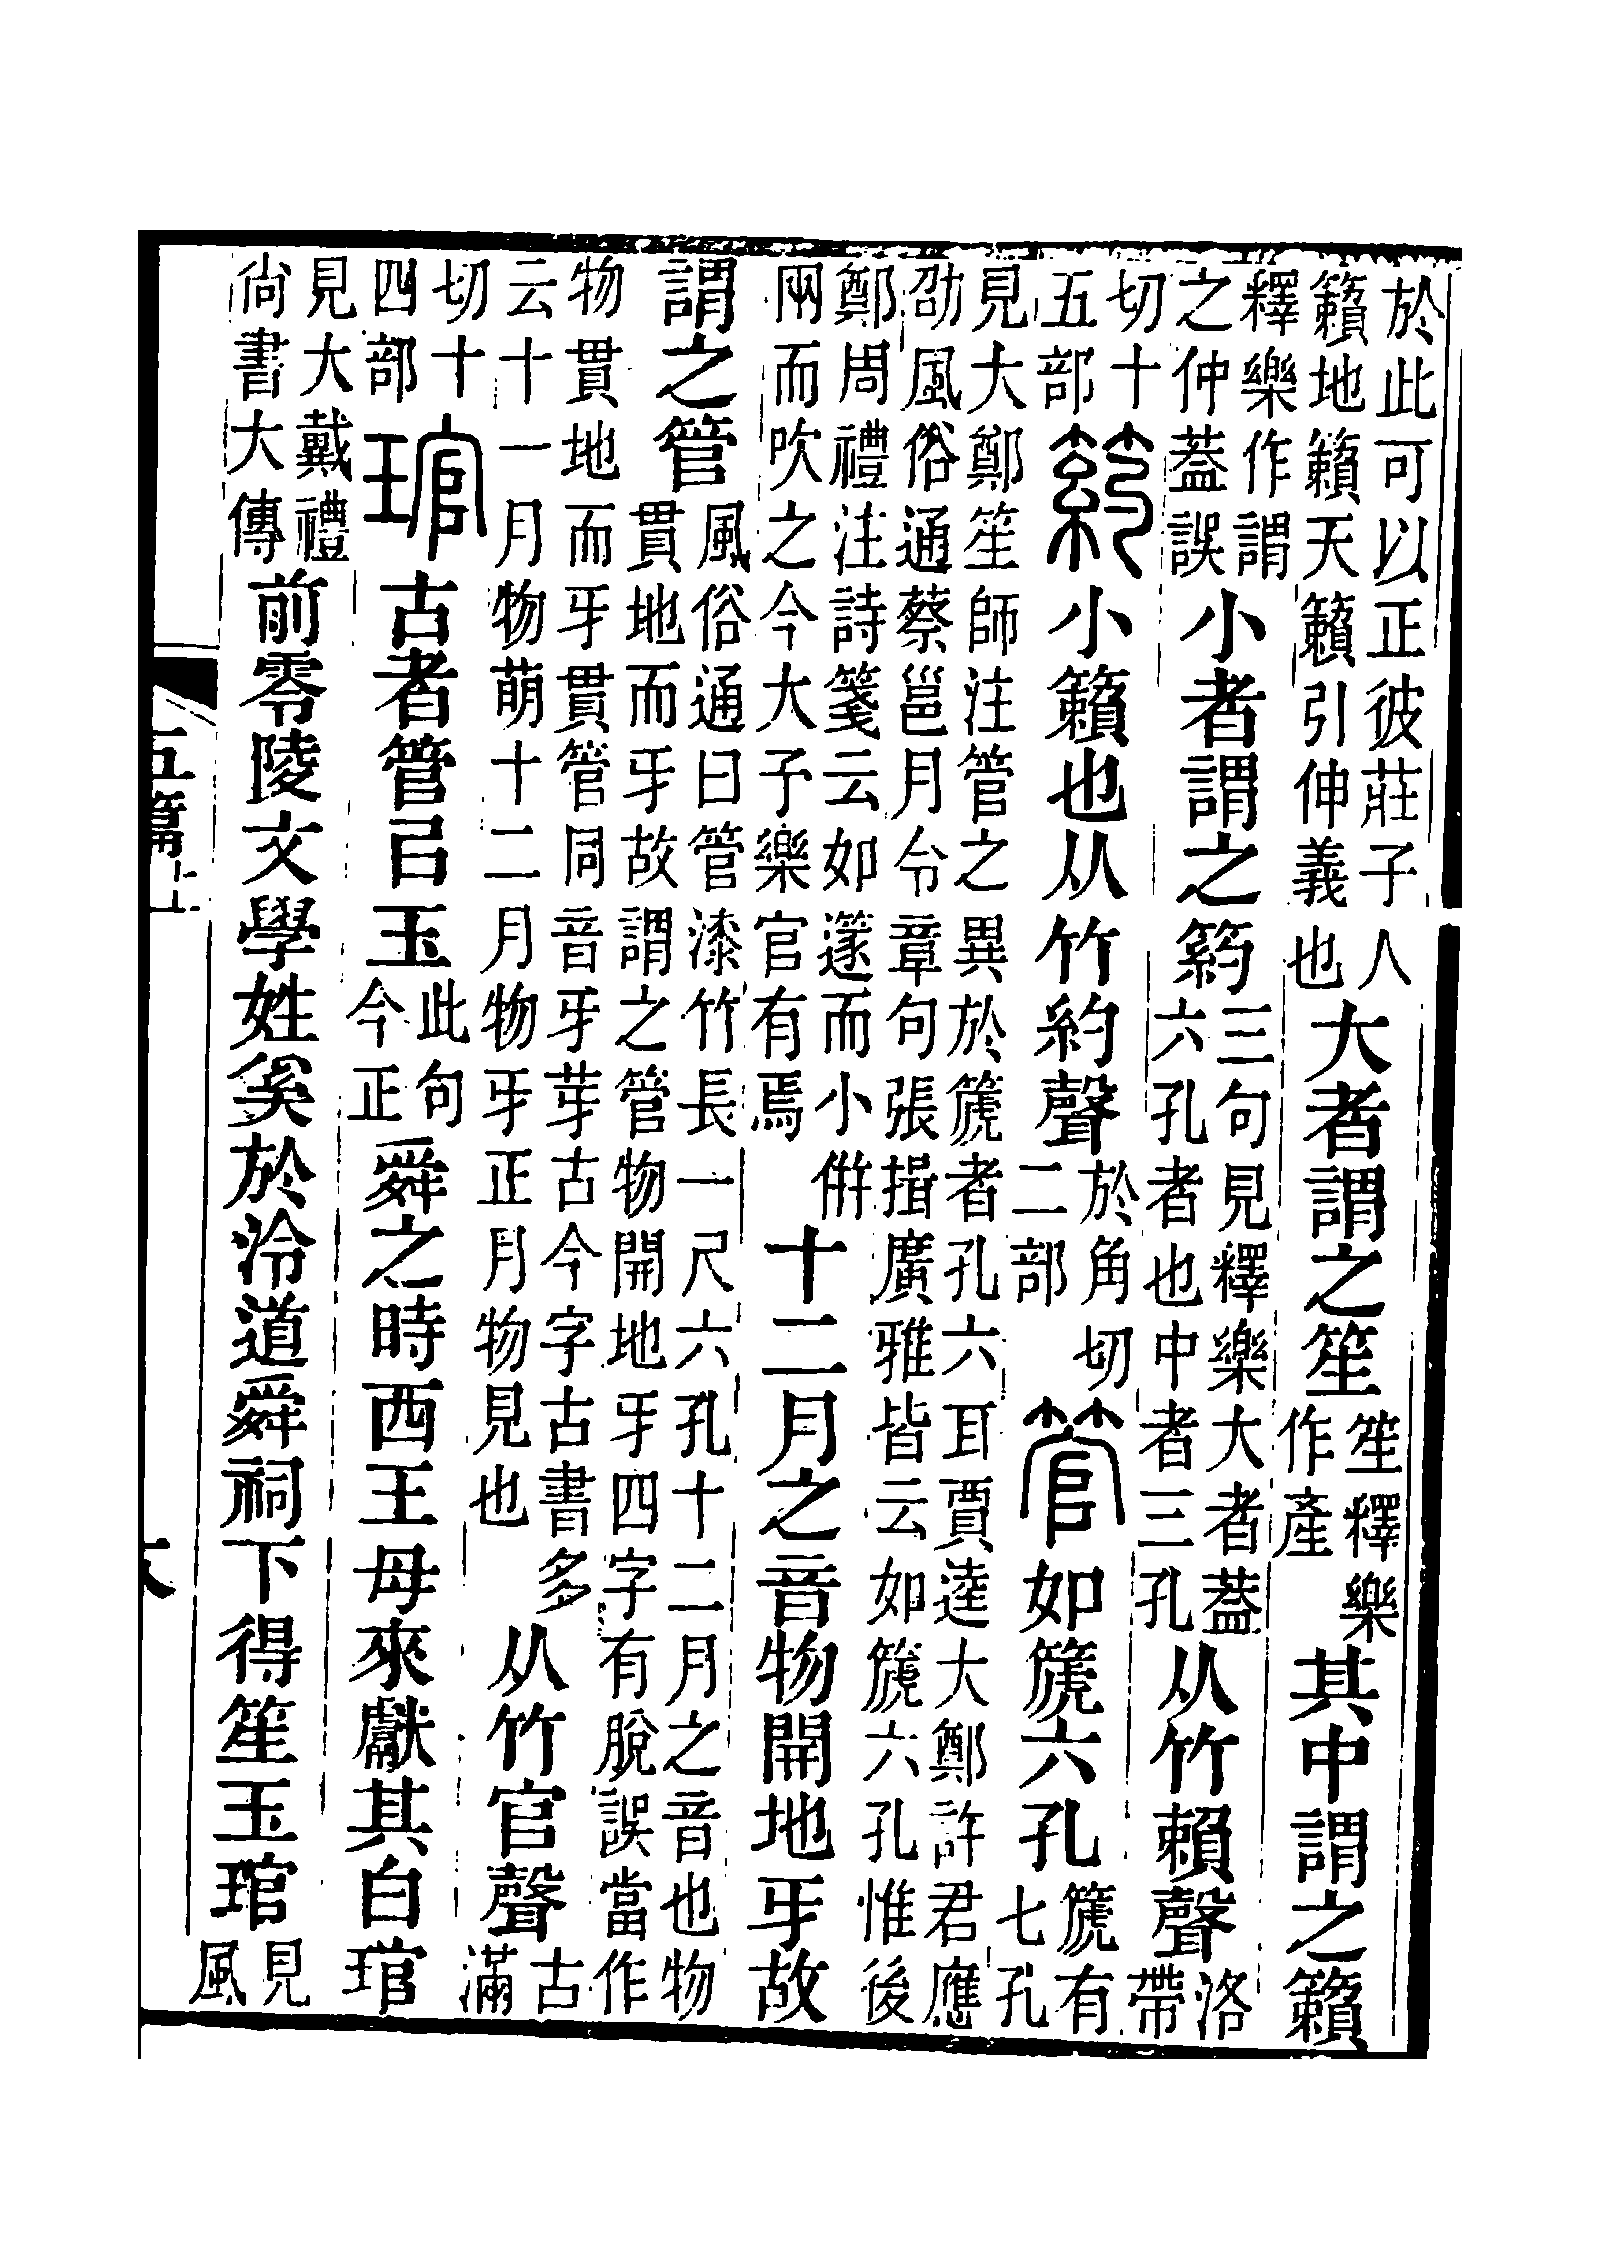 於此可以正彼莊子人籟地籟天籟引伸義也大者謂之笙笙釋樂作產其中謂之籟
釋樂作謂之仲蓋誤小者謂之箹三句見釋樂大者蓋六孔者也中者三孔从竹賴聲洛帶
切十五部箹小籟也从竹約聲於角切二部管如篪六孔篪有七孔
見大鄭笙師注管之異於篪者孔六耳賈逵大鄭許君應劭風俗通蔡邕月令章句張揖廣雅皆云如篪六孔惟後
鄭周禮注詩箋云如篴而小併兩而吹之今大子樂官有焉十二月之音物開地牙故
謂之管風俗通曰管漆竹長一尺六孔十二月之音也物貫地而牙故謂之管物開地牙四字有脫誤當作
物貫地而牙貫管同音牙芽古今字古書多云十一月物萌十二月物牙正月物見也从竹官聲古滿
切十四部琯古者管㠯玉此句今正舜之時西王母來獻其白琯
見大戴禮尙書大傳前零陵文學姓奚於泠道舜祠下得笙玉琯見風
五篇上